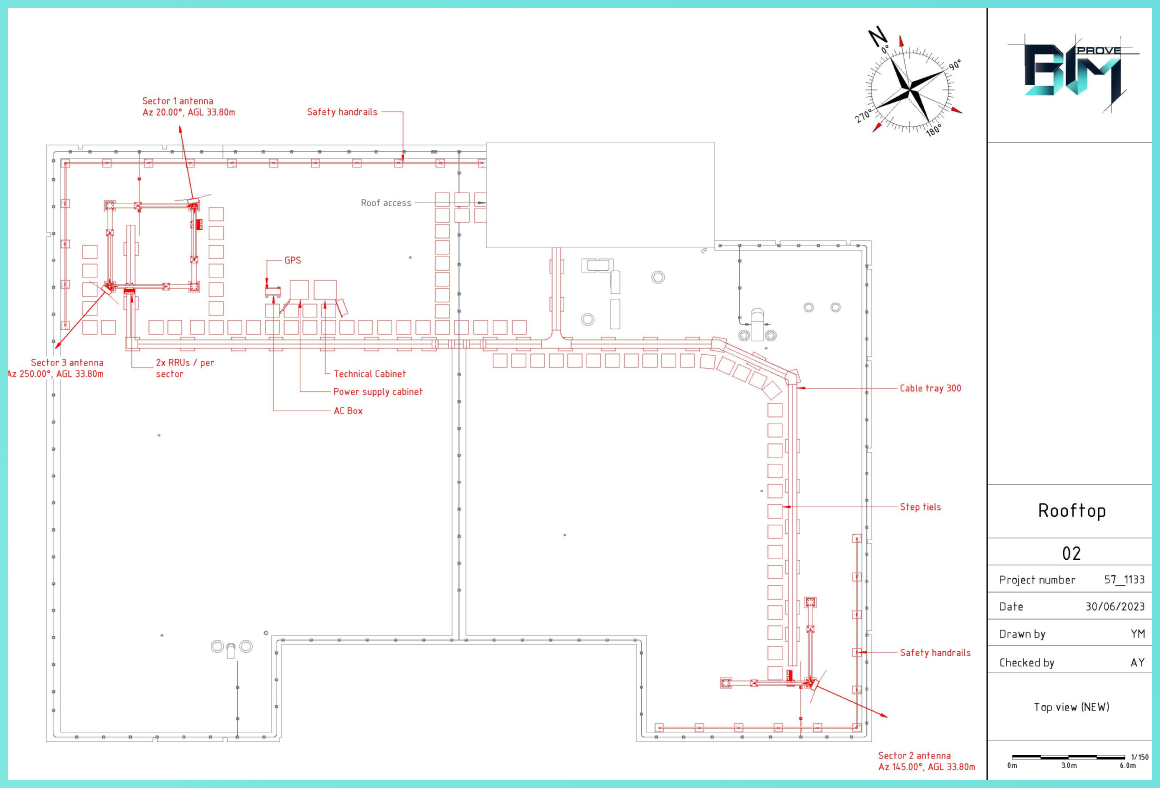 N
0°
90°
180°
270°
BIM
PROVE
Sector 1 antenna
Az 20.00°, AGL 33.80m
Safety handrails
Roof access
GPS
Sector 3 antenna
Az 250.00°, AGL 33.80m
2x RRUs / per
sector
Technical Cabinet
Power supply cabinet
AC Box
Cable tray 300
Step tiels
Safety handrails
Sector 2 antenna
Az 145.00°, AGL 33.80m
Rooftop
02
Project number 57_1133
Date 30/06/2023
Drawn by YM
Checked by AY
Top view (NEW)
1/150
0m 3.0m 6.0m